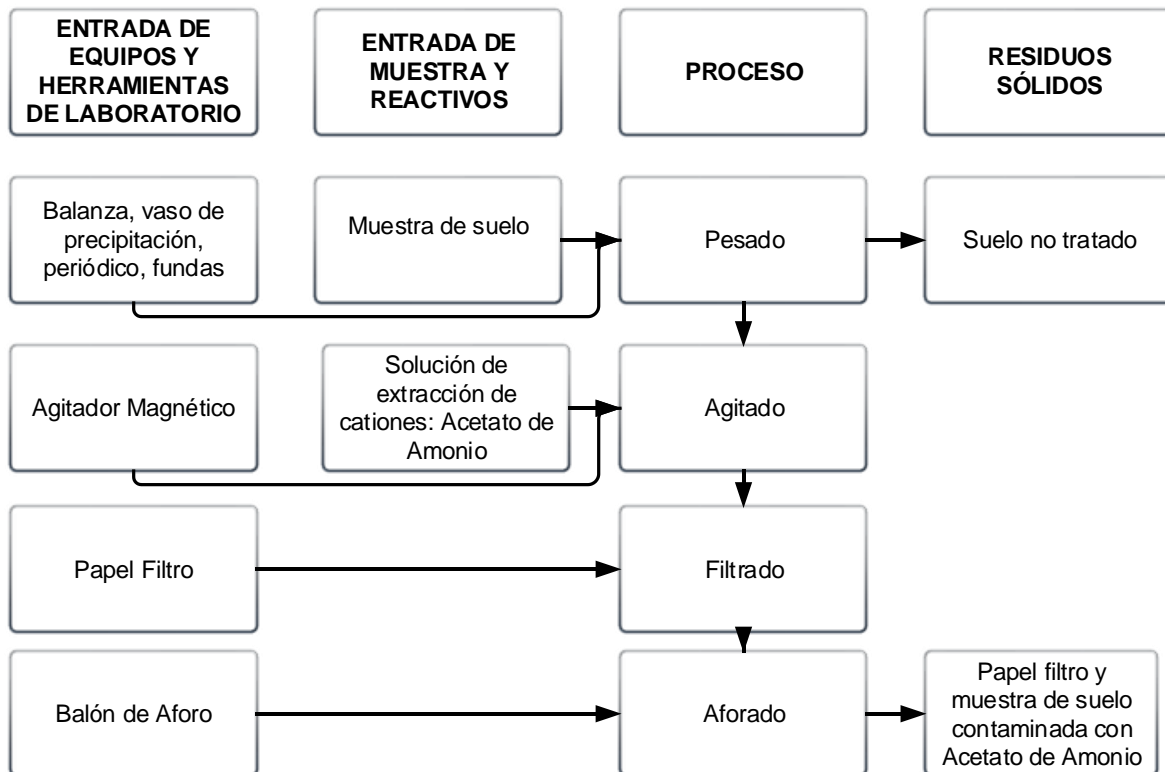 ENTRADA DE
EQUIPOS Y
HERRAMIENTAS
DE LABORATORIO
ENTRADA DE
MUESTRA Y
REACTIVOS
PROCESO
RESIDUOS
SÓLIDOS
Balanza, vaso de
precipitación,
periódico, fundas
Muestra de suelo
Pesado
Suelo no tratado
Agitador Magnético
Solución de
extracción de
cationes: Acetato de
Amonio
Agitado
Papel Filtro
Filtrado
Balón de Aforo
Aforado
Papel filtro y
muestra de suelo
contaminada con
Acetato de Amonio